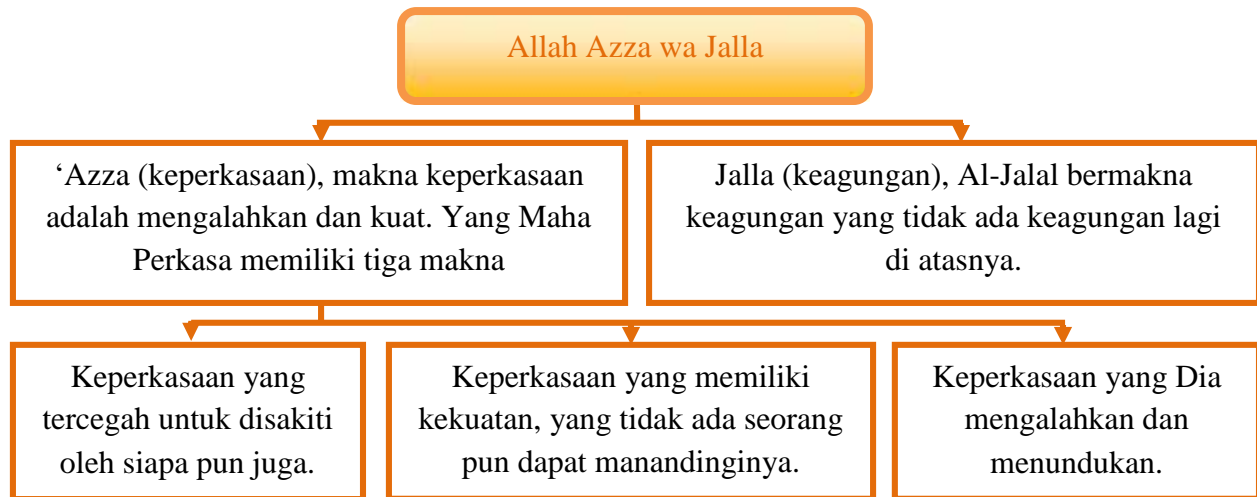 Allah Azza wa Jalla
‘Azza (keperkasaan), makna keperkasaan
adalah mengalahkan dan kuat. Yang Maha
Perkasa memiliki tiga makna
Jalla (keagungan), Al-Jalal bermakna
keagungan yang tidak ada keagungan lagi
di atasnya.
Keperkasaan yang
tercegah untuk disakiti
oleh siapa pun juga.
Keperkasaan yang memiliki
kekuatan, yang tidak ada seorang
pun dapat manandinginya.
Keperkasaan yang Dia
mengalahkan dan
menundukan.